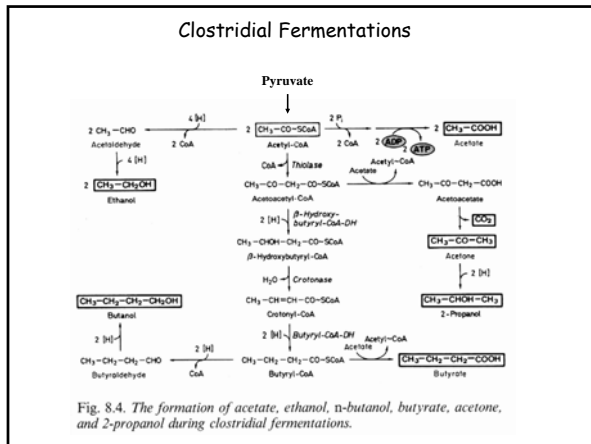 Clostridial Fermentations
Pyruvate
2 CH₃-CHO
Acetaldehyde
4 [H]
2 CoA
2 CH₃-CO-SCoA
Acetyl-CoA
2 Pᵢ
2 CoA
2 ADP
2 ATP
2 CH₃-COOH
Acetate
4 [H]
2 CH₃-CH₂OH
Ethanol
CoA
Thiolase
CH₃-CO-CH₂-CO-SCoA
Acetoacetyl-CoA
Acetate
Acetyl-CoA
CH₃-CO-CH₂-COOH
Acetoacetate
2 [H]
β-Hydroxy-
butyryl-CoA-DH
CO₂
CH₃-CHOH-CH₂-CO-SCoA
β-Hydroxybutyryl-CoA
CH₃-CO-CH₃
Acetone
H₂O
Crotonase
2 [H]
CH₃-CH₂-CH₂-CH₂OH
Butanol
CH₃-CH=CH-CO-SCoA
Crotonyl-CoA
CH₃-CHOH-CH₃
2-Propanol
2 [H]
2 [H]
CoA
2 [H]
Butyryl-CoA-DH
Acetate
Acetyl-CoA
CH₃-CH₂-CH₂-CHO
Butyraldehyde
CH₃-CH₂-CH₂-CO-SCoA
Butyryl-CoA
CH₃-CH₂-CH₂-COOH
Butyrate
Fig. 8.4. The formation of acetate, ethanol, n-butanol, butyrate, acetone,
and 2-propanol during clostridial fermentations.